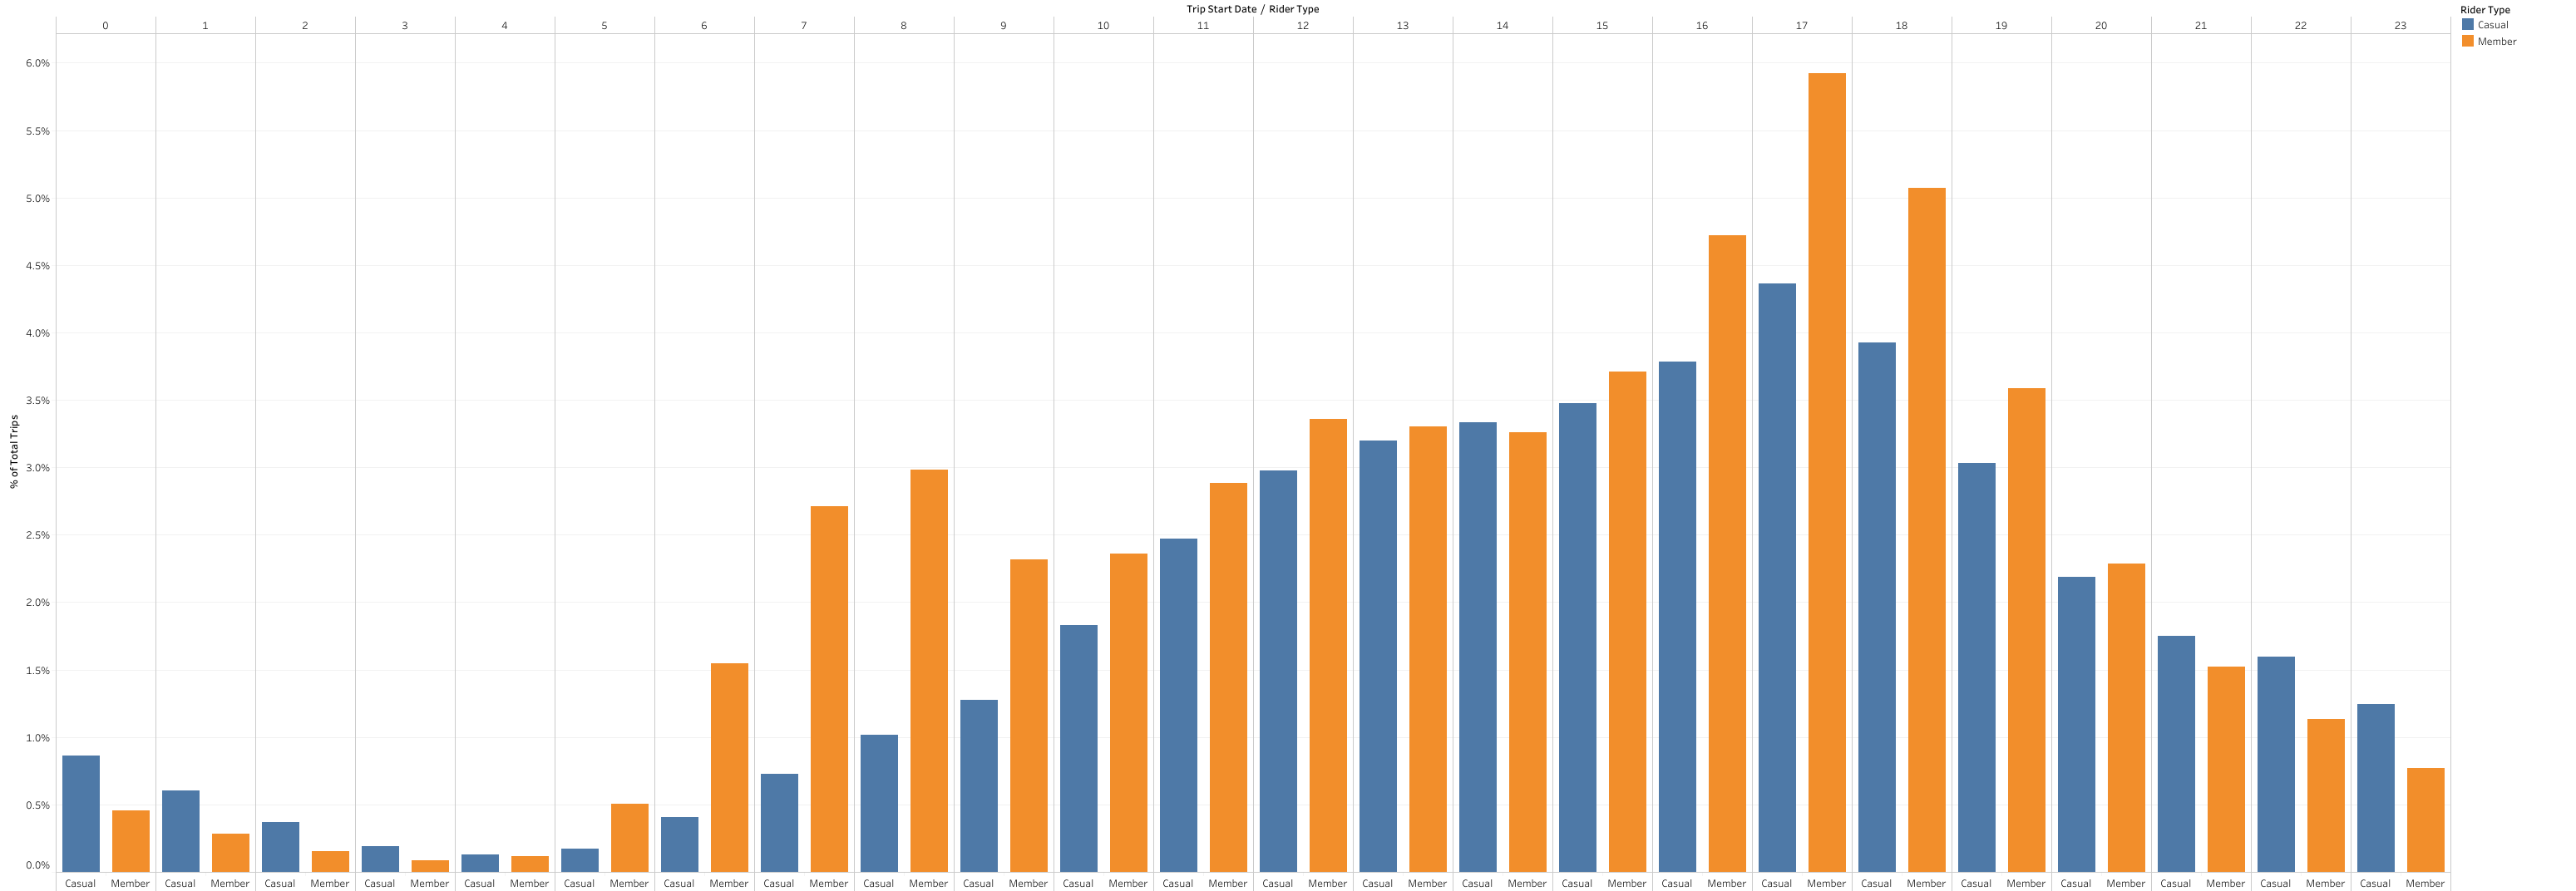 Trip Start Date / Rider Type
0 1 2 3 4 5 6 7 8 9 10 11 12 13 14 15 16 17 18 19 20 21 22 23
Rider Type
Casual
Member
% of Total Trips
6.0%
5.5%
5.0%
4.5%
4.0%
3.5%
3.0%
2.5%
2.0%
1.5%
1.0%
0.5%
0.0%
Casual Member Casual Member Casual Member Casual Member Casual Member Casual Member Casual Member Casual Member Casual Member Casual Member Casual Member Casual Member Casual Member Casual Member Casual Member Casual Member Casual Member Casual Member Casual Member Casual Member Casual Member Casual Member Casual Member Casual Member